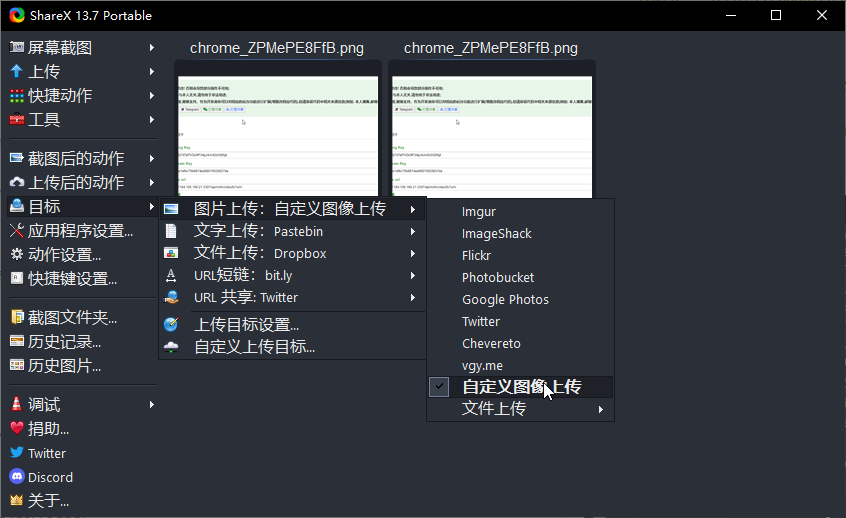 ShareX 13.7 Portable
屏幕截图
上传
快捷动作
工具
截图后的动作
上传后的动作
目标
应用程序设置...
动作设置...
快捷键设置...
截图文件夹...
历史记录...
历史图片...
调试
捐助...
Twitter
Discord
关于...
chrome_ZPMePE8FfB.png
chrome_ZPMePE8FfB.png
图片上传：自定义图像上传
文字上传：Pastebin
文件上传：Dropbox
URL短链：bit.ly
URL 共享: Twitter
上传目标设置...
自定义上传目标...
Imgur
ImageShack
Flickr
Photobucket
Google Photos
Twitter
Chevereto
vgy.me
自定义图像上传
文件上传